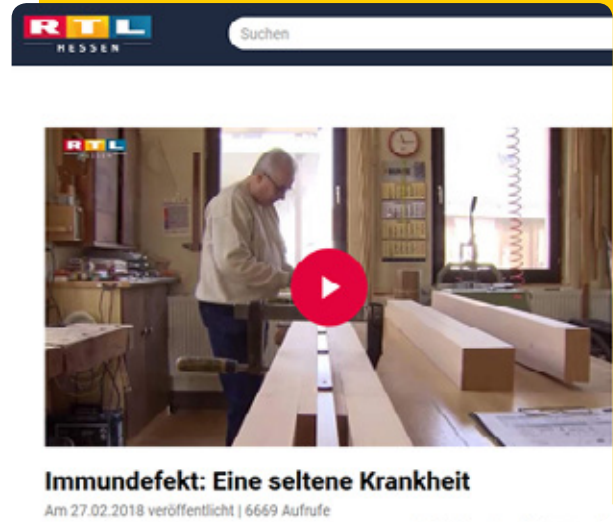 RTL
HESSEN
Suchen
RTL
Immundefekt: Eine seltene Krankheit
Am 27.02.2018 veröffentlicht | 6669 Aufrufe